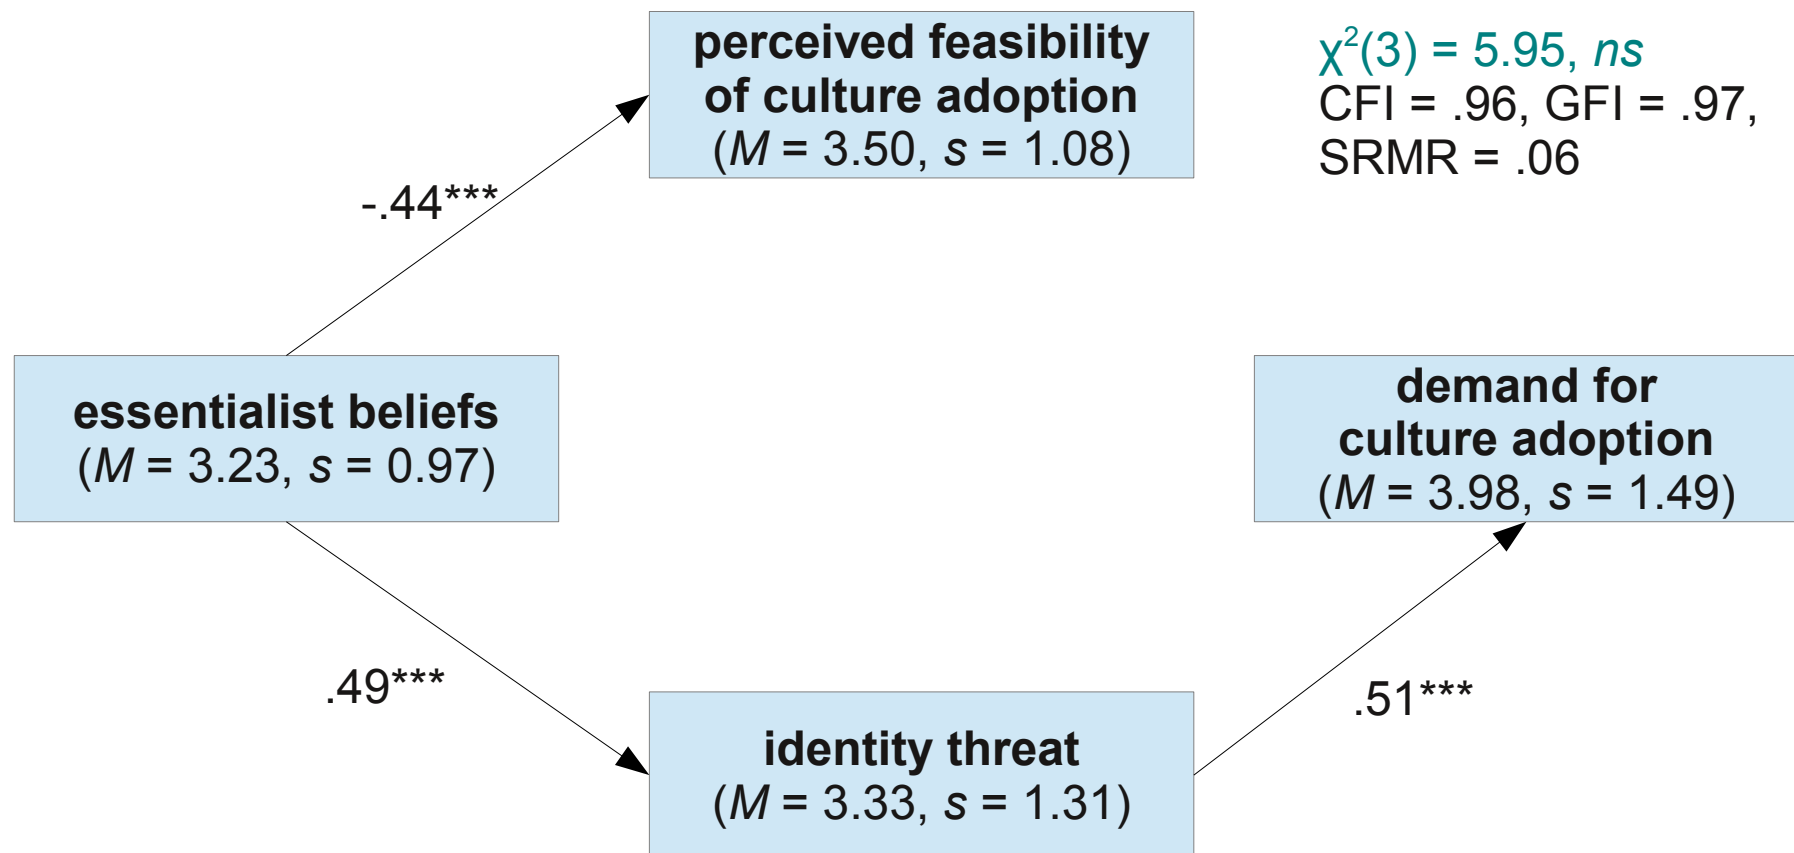 perceived feasibility
of culture adoption
(M = 3.50, s = 1.08)
χ²(3) = 5.95, ns
CFI = .96, GFI = .97,
SRMR = .06
-.44***
essentialist beliefs
(M = 3.23, s = 0.97)
demand for
culture adoption
(M = 3.98, s = 1.49)
.49***
.51***
identity threat
(M = 3.33, s = 1.31)